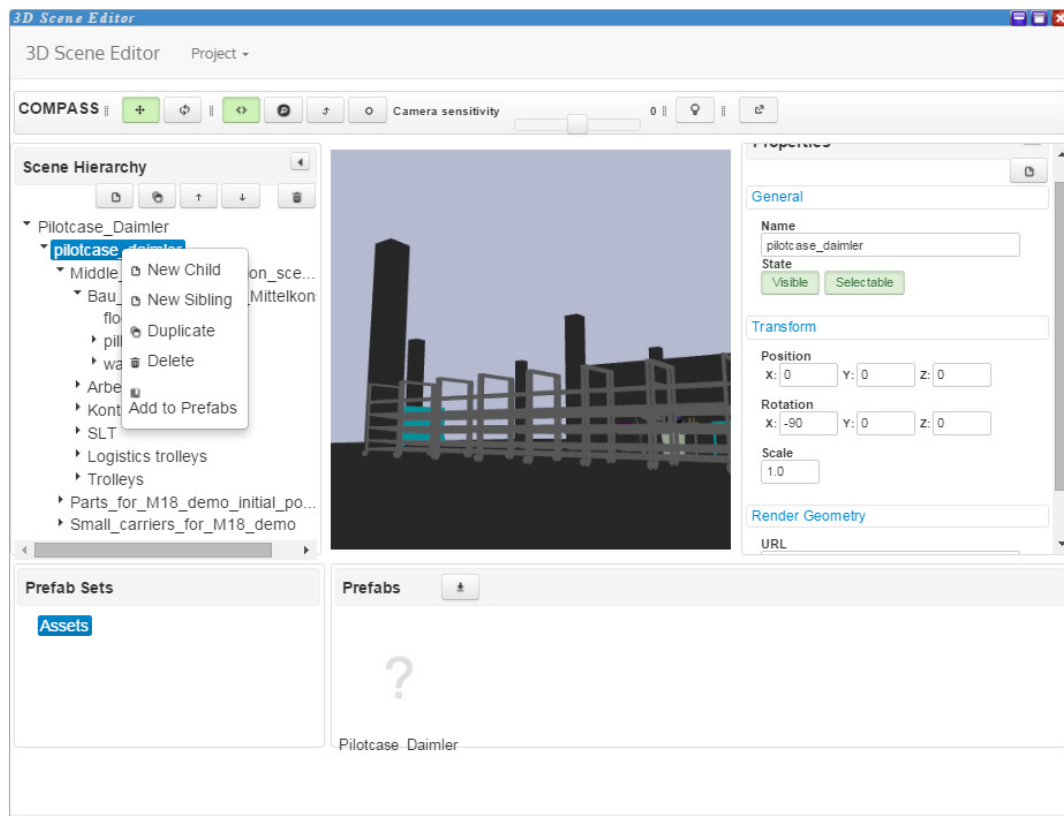 3D Scene Editor
3D Scene Editor Project
COMPASS Camera sensitivity 0
Scene Hierarchy
Pilotcase_Daimler
pilotcase_daimler
Middle_ on_sce...
Bau_ Mittelkon
flo
pill
wa
Arbe
Kont
SLT
Logistics trolleys
Trolleys
Parts_for_M18_demo_initial_po...
Small_carriers_for_M18_demo
New Child
New Sibling
Duplicate
Delete
Add to Prefabs
Properties
General
Name
pilotcase_daimler
State
Visible Selectable
Transform
Position
X: 0 Y: 0 Z: 0
Rotation
X: -90 Y: 0 Z: 0
Scale
1.0
Render Geometry
URL
Prefab Sets
Assets
Prefabs
?
Pilotcase_Daimler